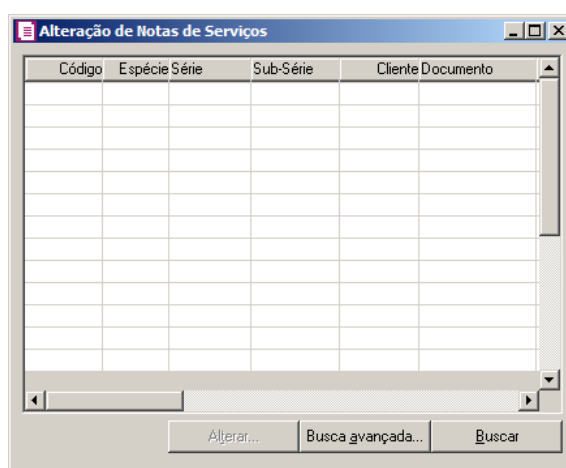 Alteração de Notas de Serviços
Código Espécie Série Sub-Série Cliente Documento
Alterar... Busca avançada... Buscar